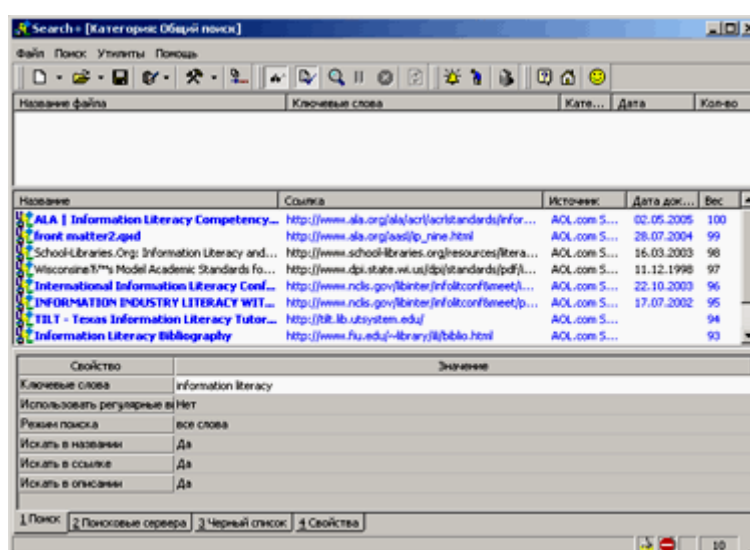 Search+ [Категория: Общий поиск]
Файл Поиск Утилиты Помощь
Название файла Ключевые слова Кате... Дата Кол-во
Название Ссылка Источник Дата док... Вес
ALA | Information Literacy Competency... http://www.ala.org/ala/acrl/acrlstandards/infor... AOL.com S... 02.05.2005 100
front matter2.qxd http://www.ala.org/aasl/ip_nine.html AOL.com S... 28.07.2004 99
School-Libraries.Org: Information Literacy and... http://www.school-libraries.org/resources/litera... AOL.com S... 16.03.2003 98
Model Academic Standards fo... http://www.dpi.state.wi.us/dpi/standards/pdf/i... AOL.com S... 11.12.1998 97
International Information Literacy Conf... http://www.nclis.gov/libinter/infolitconf&meet/i... AOL.com S... 22.10.2003 96
INFORMATION INDUSTRY LITERACY WIT... http://www.nclis.gov/libinter/infolitconf&meet/p... AOL.com S... 17.07.2002 95
TILT - Texas Information Literacy Tutor... http://tilt.lib.utsystem.edu/ AOL.com S... 94
Information Literacy Bibliography http://www.fiu.edu/~library/ili/biblio.html AOL.com S... 93
Свойство Значение
Ключевые слова information literacy
Использовать регулярные в Нет
Режим поиска все слова
Искать в названии Да
Искать в ссылке Да
Искать в описании Да
1 Поиск 2 Поисковые сервера 3 Черный список 4 Свойства
10